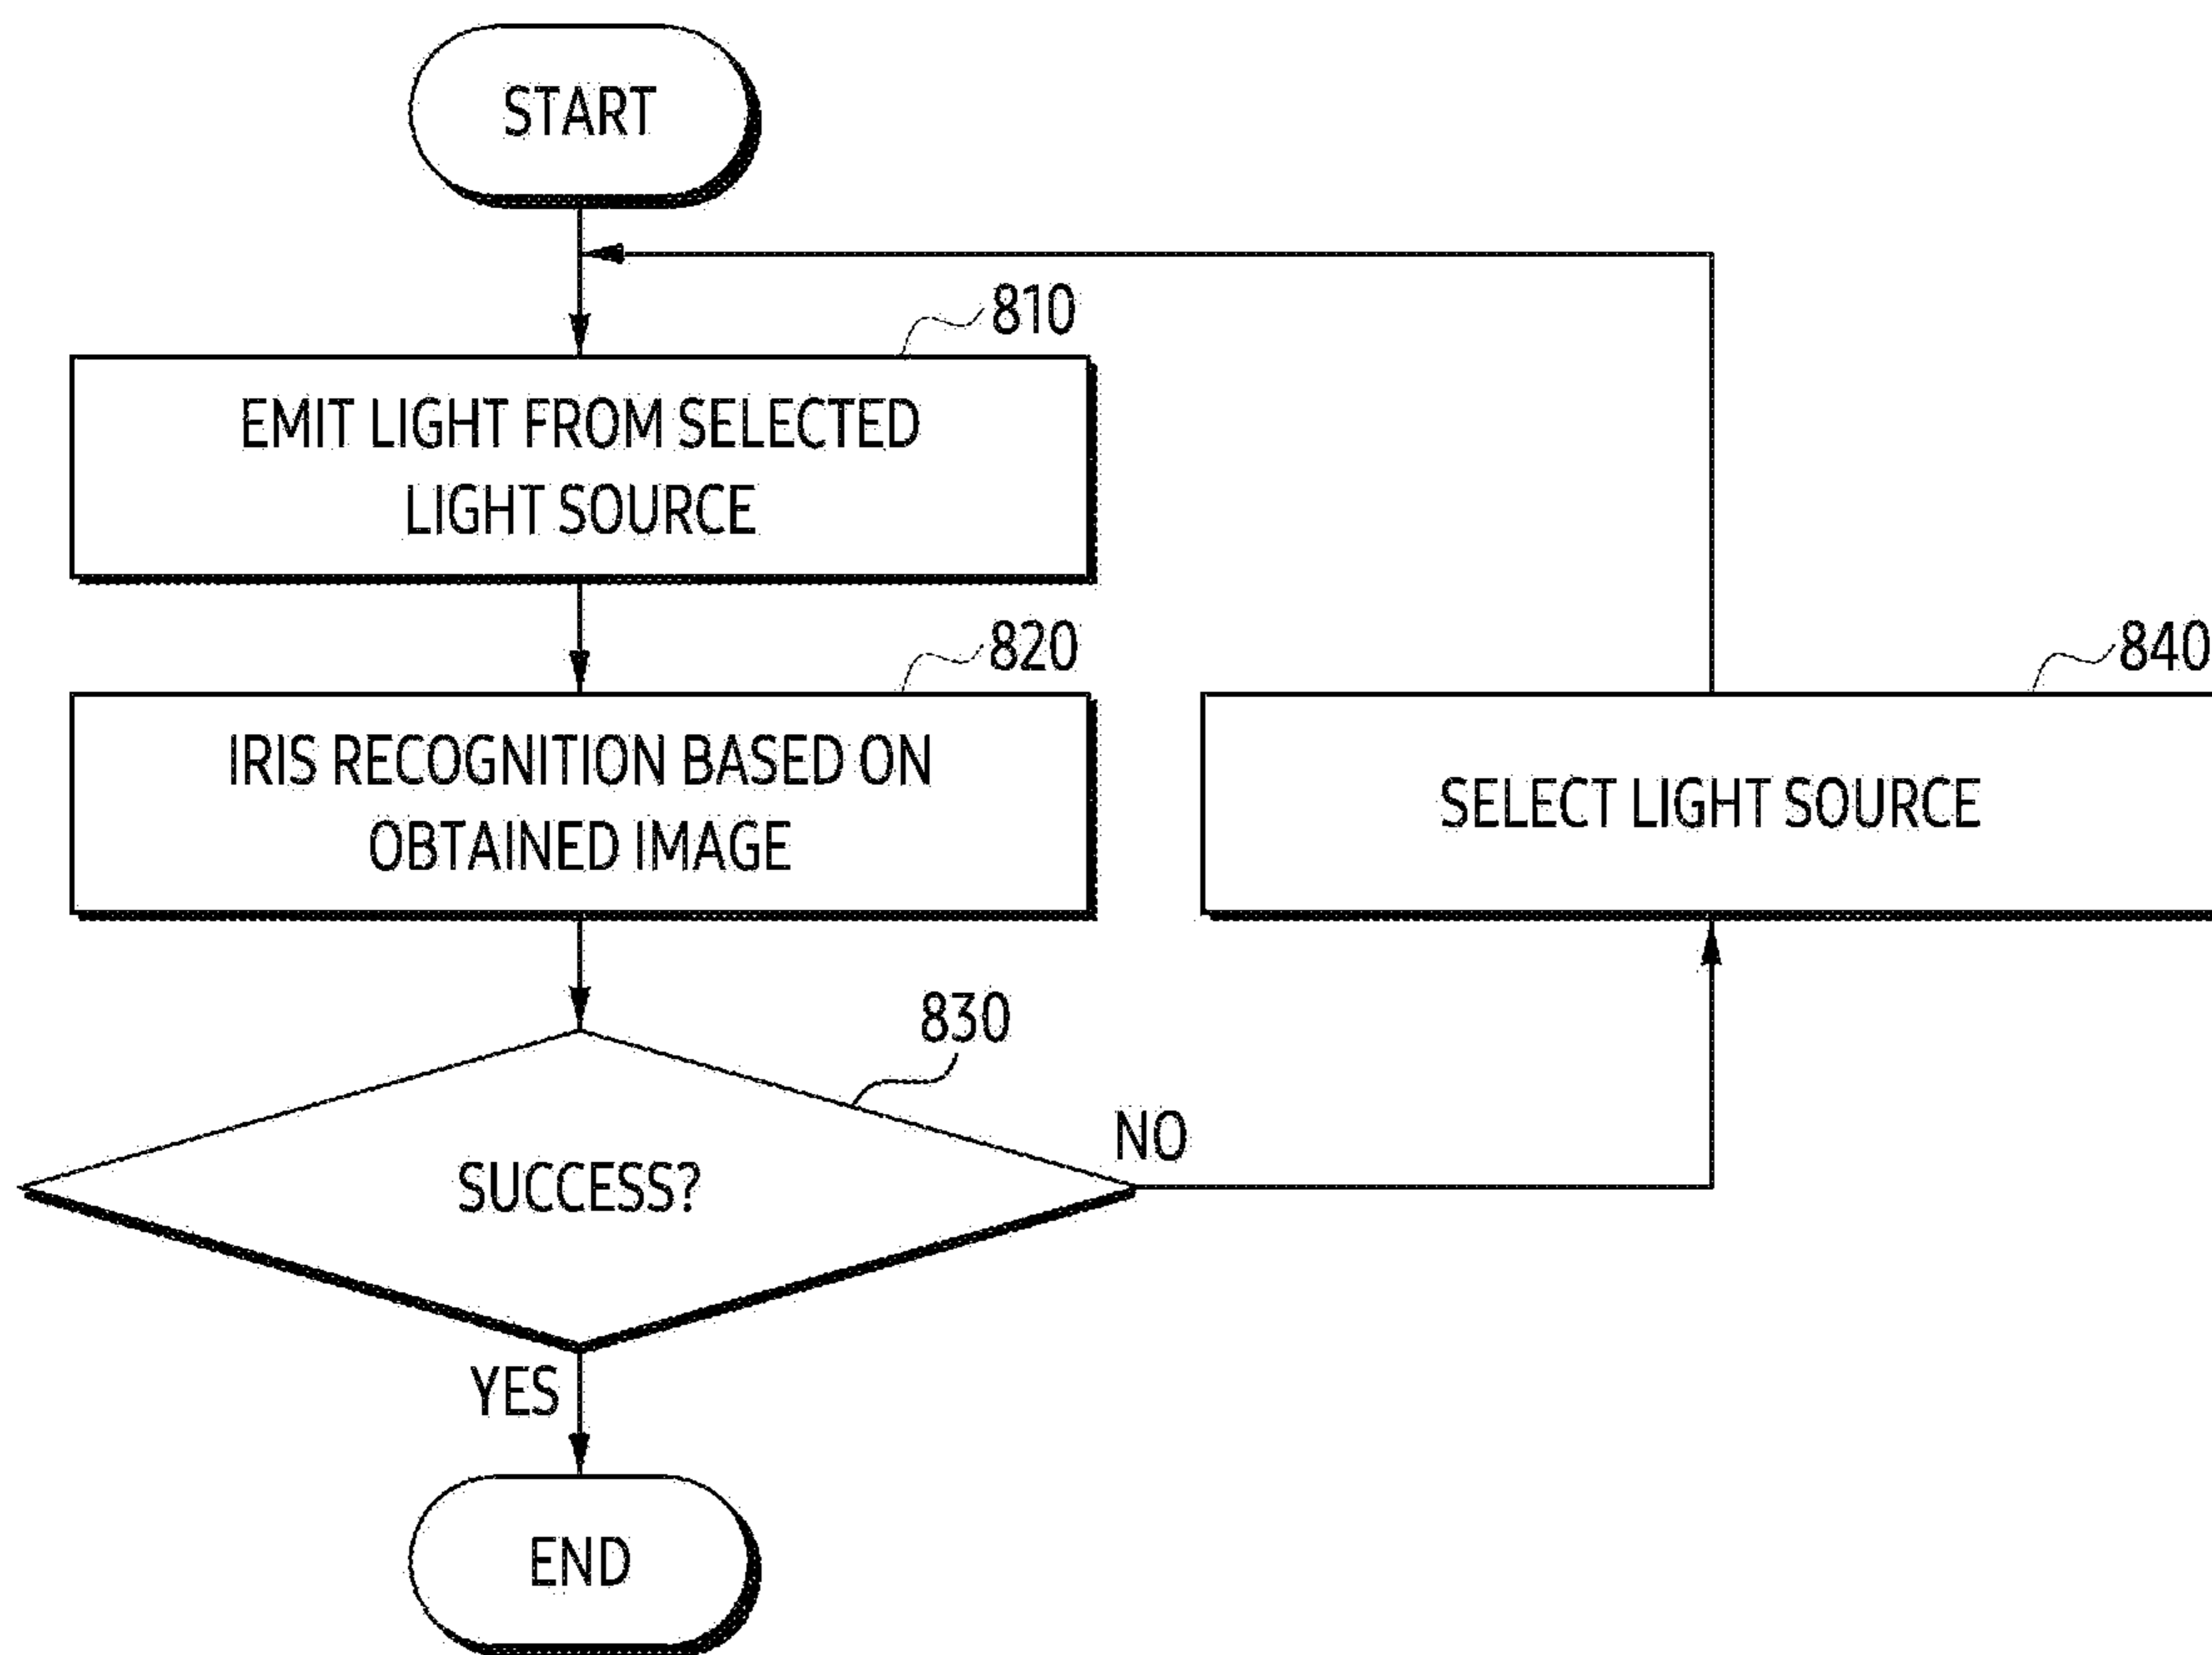 START
810
EMIT LIGHT FROM SELECTED
LIGHT SOURCE
820
IRIS RECOGNITION BASED ON
OBTAINED IMAGE
840
SELECT LIGHT SOURCE
830
SUCCESS?
NO
YES
END